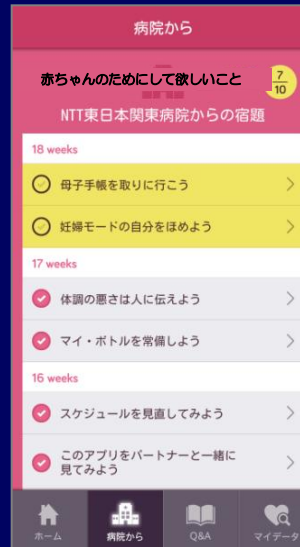 病院から
赤ちゃんのためにして欲しいこと
7/10
NTT東日本関東病院からの宿題
18 weeks
母子手帳を取りに行こう
妊婦モードの自分をほめよう
17 weeks
体調の悪さは人に伝えよう
マイ・ボトルを常備しよう
16 weeks
スケジュールを見直してみよう
このアプリをパートナーと一緒に
見てみよう
ホーム
病院から
Q&A
マイデータ